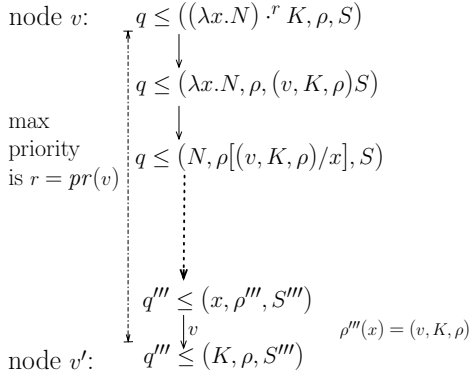 node v: q ≤ ((λx.N) ·ʳ K, ρ, S)
q ≤ (λx.N, ρ, (v, K, ρ)S)
max
priority
is r = pr(v)
q ≤ (N, ρ[(v, K, ρ)/x], S)
q′′′ ≤ (x, ρ′′′, S′′′)
v
ρ′′′(x) = (v, K, ρ)
node v′: q′′′ ≤ (K, ρ, S′′′)